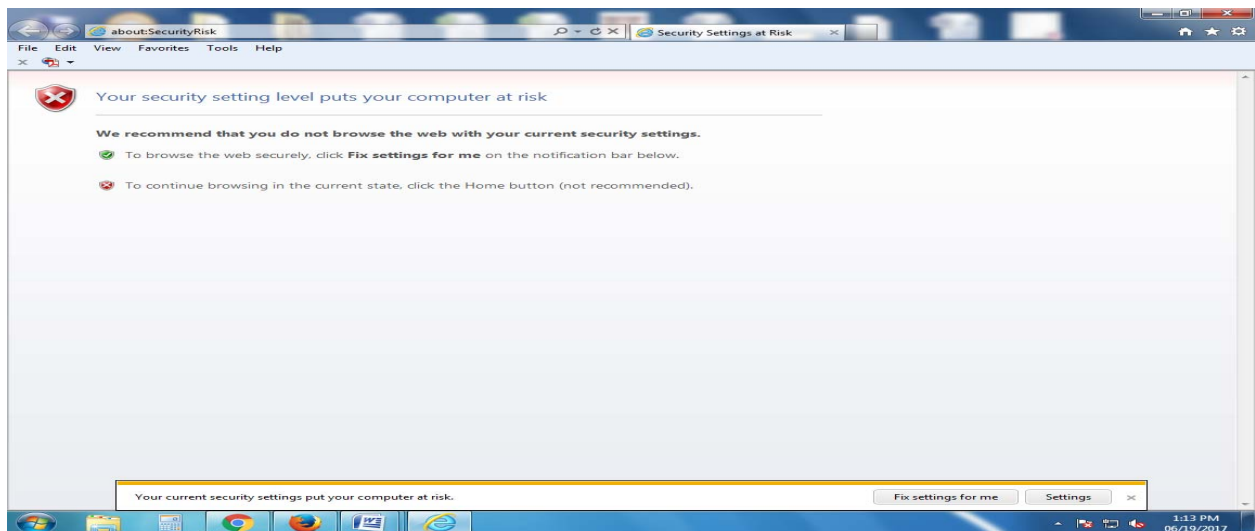 about:SecurityRisk
Security Settings at Risk
File Edit View Favorites Tools Help
Your security setting level puts your computer at risk
We recommend that you do not browse the web with your current security settings.
To browse the web securely, click Fix settings for me on the notification bar below.
To continue browsing in the current state, click the Home button (not recommended).
Your current security settings put your computer at risk.
Fix settings for me
Settings
1:13 PM
06/19/2017